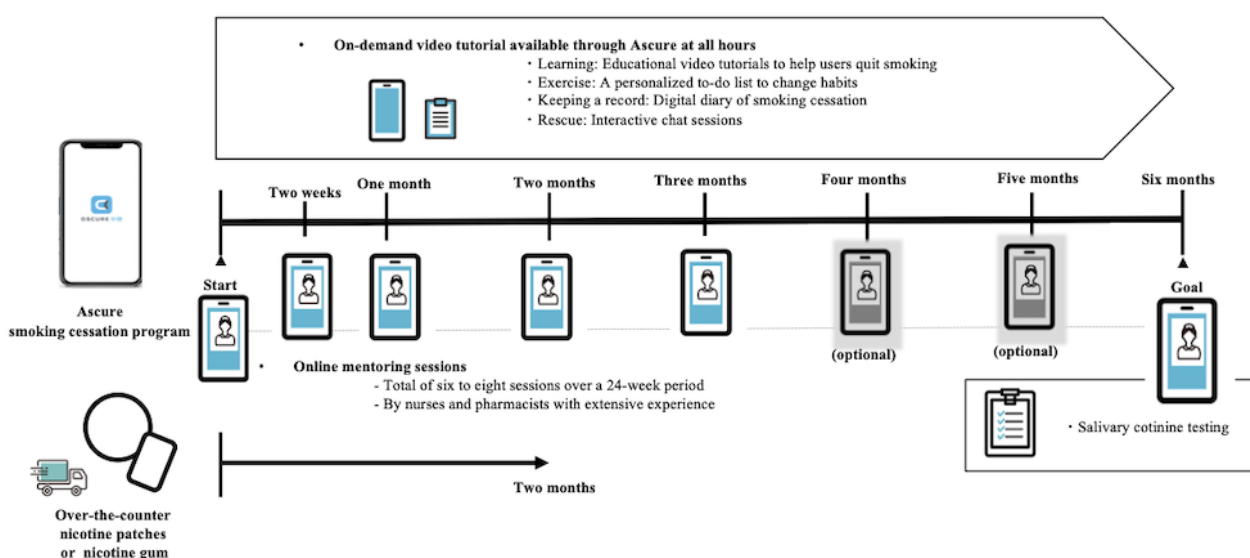 • On-demand video tutorial available through Ascure at all hours
・Learning: Educational video tutorials to help users quit smoking
・Exercise: A personalized to-do list to change habits
・Keeping a record: Digital diary of smoking cessation
・Rescue: Interactive chat sessions
Two weeks
One month
Two months
Three months
Four months
Five months
Six months
Start
Goal
Ascure
smoking cessation program
(optional)
(optional)
• Online mentoring sessions
- Total of six to eight sessions over a 24-week period
- By nurses and pharmacists with extensive experience
・Salivary cotinine testing
Two months
Over-the-counter
nicotine patches
or nicotine gum